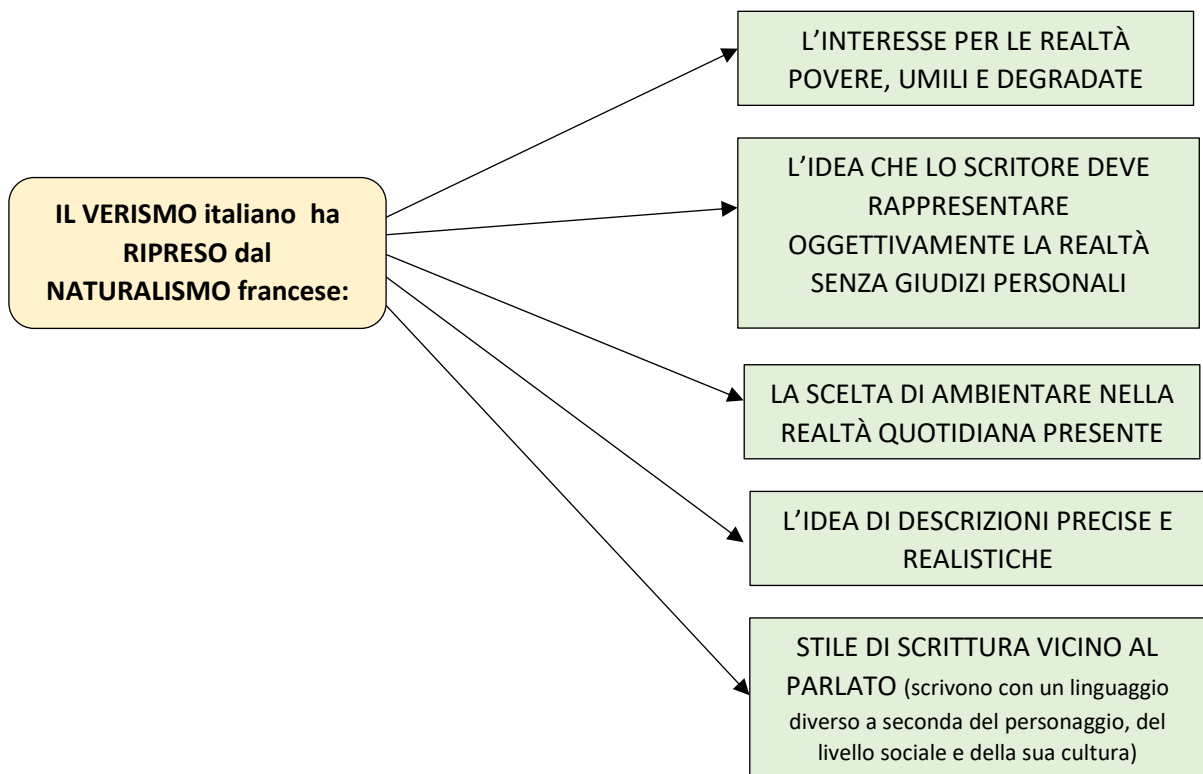 IL VERISMO italiano ha
RIPRESO dal
NATURALISMO francese:
L’INTERESSE PER LE REALTÀ
POVERE, UMILI E DEGRADATE
L’IDEA CHE LO SCRITORE DEVE
RAPPRESENTARE
OGGETTIVAMENTE LA REALTÀ
SENZA GIUDIZI PERSONALI
LA SCELTA DI AMBIENTARE NELLA
REALTÀ QUOTIDIANA PRESENTE
L’IDEA DI DESCRIZIONI PRECISE E
REALISTICHE
STILE DI SCRITTURA VICINO AL
PARLATO (scrivono con un linguaggio
diverso a seconda del personaggio, del
livello sociale e della sua cultura)